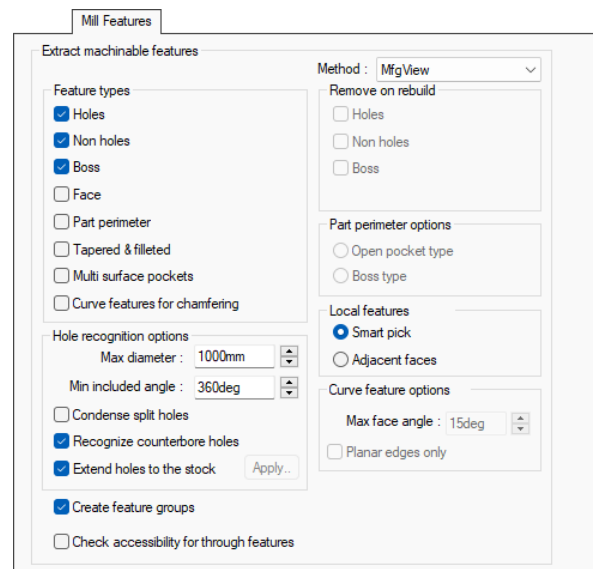 Mill Features
Extract machinable features
Method : MfgView
Feature types
Holes
Non holes
Boss
Face
Part perimeter
Tapered & filleted
Multi surface pockets
Curve features for chamfering
Remove on rebuild
Holes
Non holes
Boss
Part perimeter options
Open pocket type
Boss type
Local features
Smart pick
Adjacent faces
Hole recognition options
Max diameter : 1000mm
Min included angle : 360deg
Condense split holes
Recognize counterbore holes
Extend holes to the stock Apply..
Curve feature options
Max face angle : 15deg
Planar edges only
Create feature groups
Check accessibility for through features